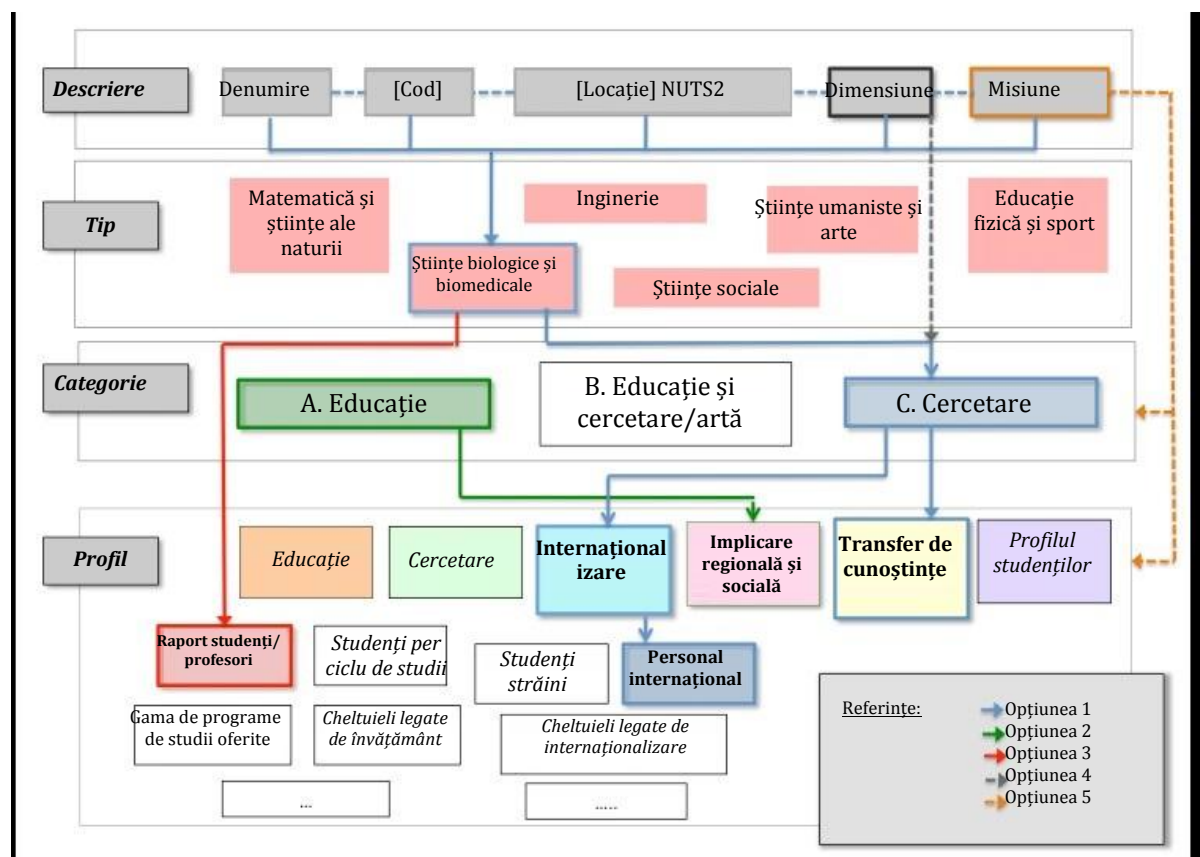 Descriere
Denumire
[Cod]
[Locație] NUTS2
Dimensiune
Misiune
Tip
Matematică și
științe ale
naturii
Inginerie
Științe umaniste și
arte
Educație
fizică și sport
Științe biologice și
biomedicale
Științe sociale
Categorie
A. Educație
B. Educație și
cercetare/artă
C. Cercetare
Profil
Educație
Cercetare
Internațional
izare
Implicare
regională și
socială
Transfer de
cunoștințe
Profilul
studenților
Raport studenți/
profesori
Studenți per
ciclu de studii
Studenți
străini
Personal
internațional
Gama de programe
de studii oferite
Cheltuieli legate
de învățământ
Cheltuieli legate de
internaționalizare
...
.....
Referințe:
Opțiunea 1
Opțiunea 2
Opțiunea 3
Opțiunea 4
Opțiunea 5